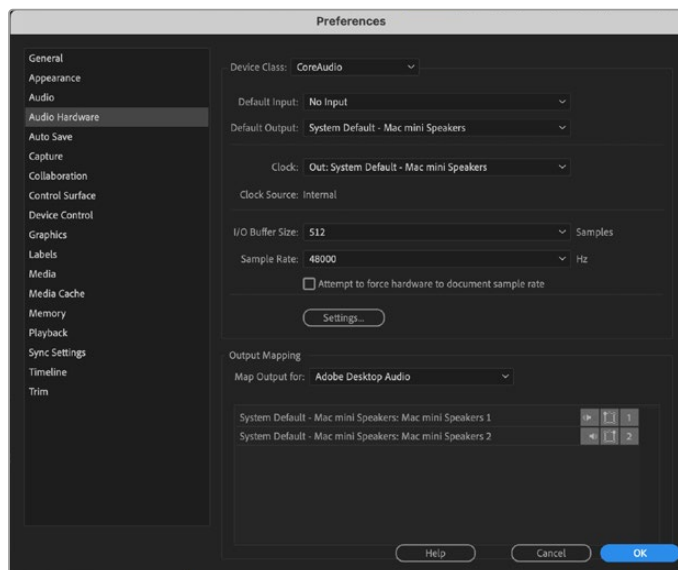 Preferences
General
Appearance
Audio
Audio Hardware
Auto Save
Capture
Collaboration
Control Surface
Device Control
Graphics
Labels
Media
Media Cache
Memory
Playback
Sync Settings
Timeline
Trim
Device Class: CoreAudio
Default Input: No Input
Default Output: System Default - Mac mini Speakers
Clock: Out: System Default - Mac mini Speakers
Clock Source: Internal
I/O Buffer Size: 512 Samples
Sample Rate: 48000 Hz
Attempt to force hardware to document sample rate
Settings...
Output Mapping
Map Output for: Adobe Desktop Audio
System Default - Mac mini Speakers: Mac mini Speakers 1 1
System Default - Mac mini Speakers: Mac mini Speakers 2 2
Help Cancel OK